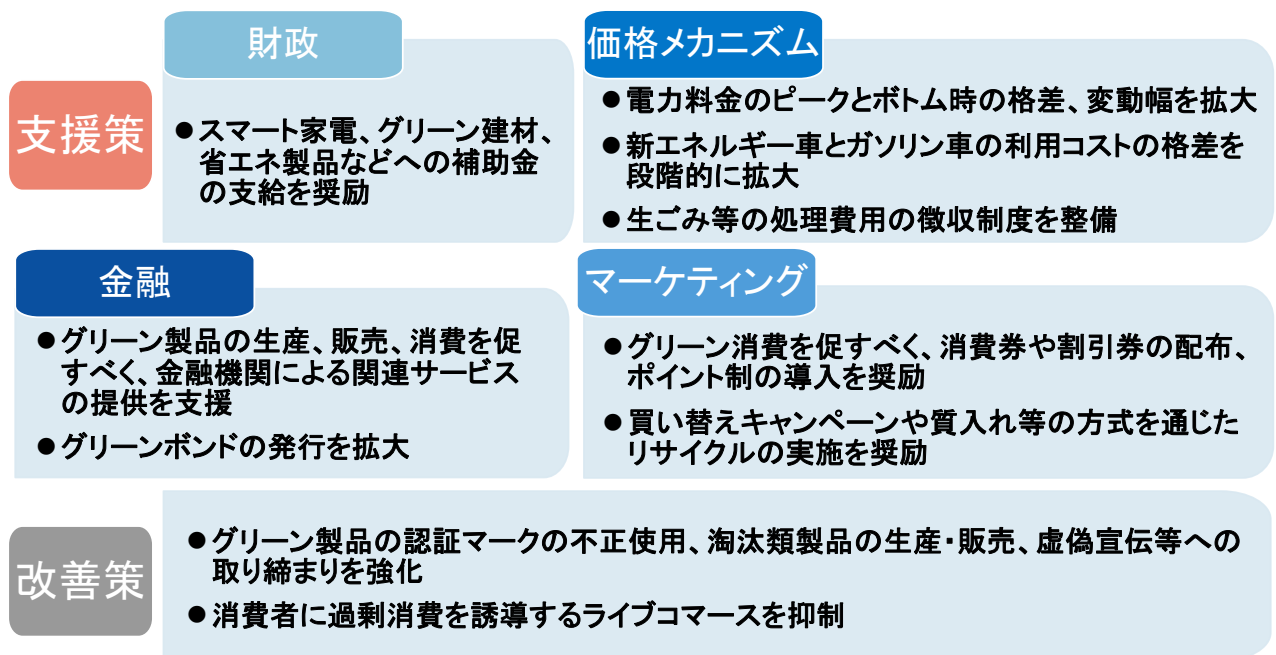 支援策
財政
●スマート家電、グリーン建材、
省エネ製品などへの補助金
の支給を奨励
価格メカニズム
●電力料金のピークとボトム時の格差、変動幅を拡大
●新エネルギー車とガソリン車の利用コストの格差を
段階的に拡大
●生ごみ等の処理費用の徴収制度を整備
金融
●グリーン製品の生産、販売、消費を促
すべく、金融機関による関連サービス
の提供を支援
●グリーンボンドの発行を拡大
マーケティング
●グリーン消費を促すべく、消費券や割引券の配布、
ポイント制の導入を奨励
●買い替えキャンペーンや質入れ等の方式を通じた
リサイクルの実施を奨励
改善策
●グリーン製品の認証マークの不正使用、淘汰類製品の生産・販売、虚偽宣伝等への
取り締まりを強化
●消費者に過剰消費を誘導するライブコマースを抑制